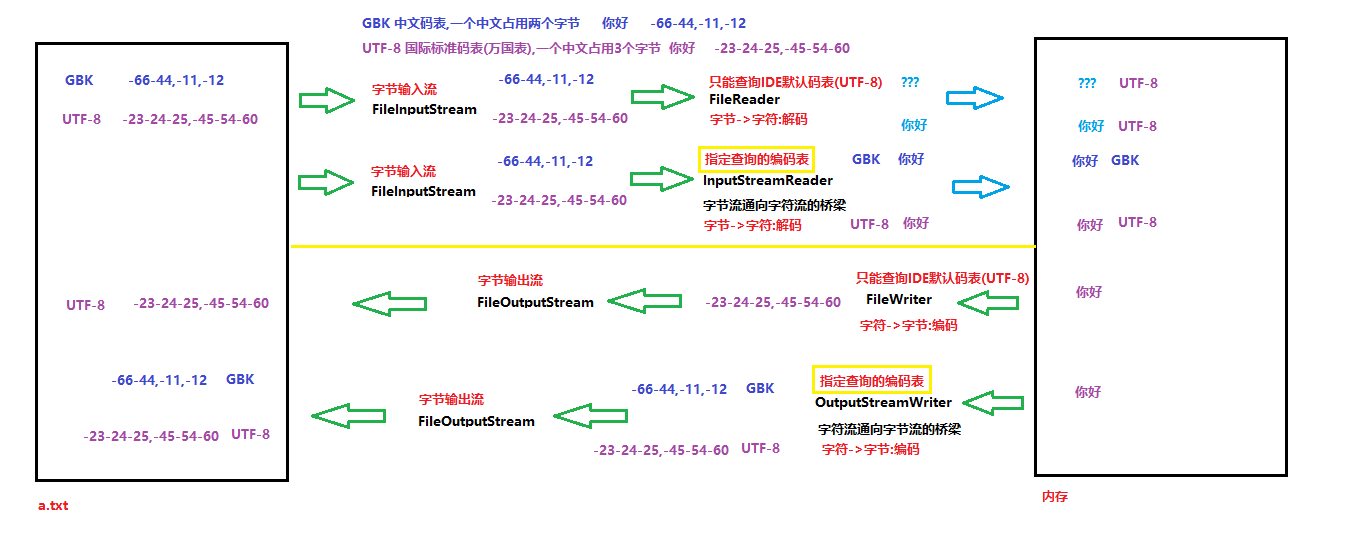 GBK 中文码表,一个中文占用两个字节 你好 -66-44,-11,-12
UTF-8 国际标准码表(万国表),一个中文占用3个字节 你好 -23-24-25,-45-54-60
GBK -66-44,-11,-12
UTF-8 -23-24-25,-45-54-60
字节输入流
FileInputStream
-66-44,-11,-12
-23-24-25,-45-54-60
只能查询IDE默认码表(UTF-8) ???
FileReader
字节->字符:解码
你好
??? UTF-8
你好 UTF-8
字节输入流
FileInputStream
-66-44,-11,-12
-23-24-25,-45-54-60
指定查询的编码表
GBK 你好
InputStreamReader
字节流通向字符流的桥梁
字节->字符:解码
UTF-8 你好
你好 GBK
你好 UTF-8
UTF-8 -23-24-25,-45-54-60
字节输出流
FileOutputStream
-23-24-25,-45-54-60
只能查询IDE默认码表(UTF-8)
FileWriter
字符->字节:编码
你好
-66-44,-11,-12 GBK
-23-24-25,-45-54-60 UTF-8
字节输出流
FileOutputStream
-66-44,-11,-12 GBK
-23-24-25,-45-54-60 UTF-8
指定查询的编码表
OutputStreamWriter
字符流通向字节流的桥梁
字符->字节:编码
你好
a.txt
内存